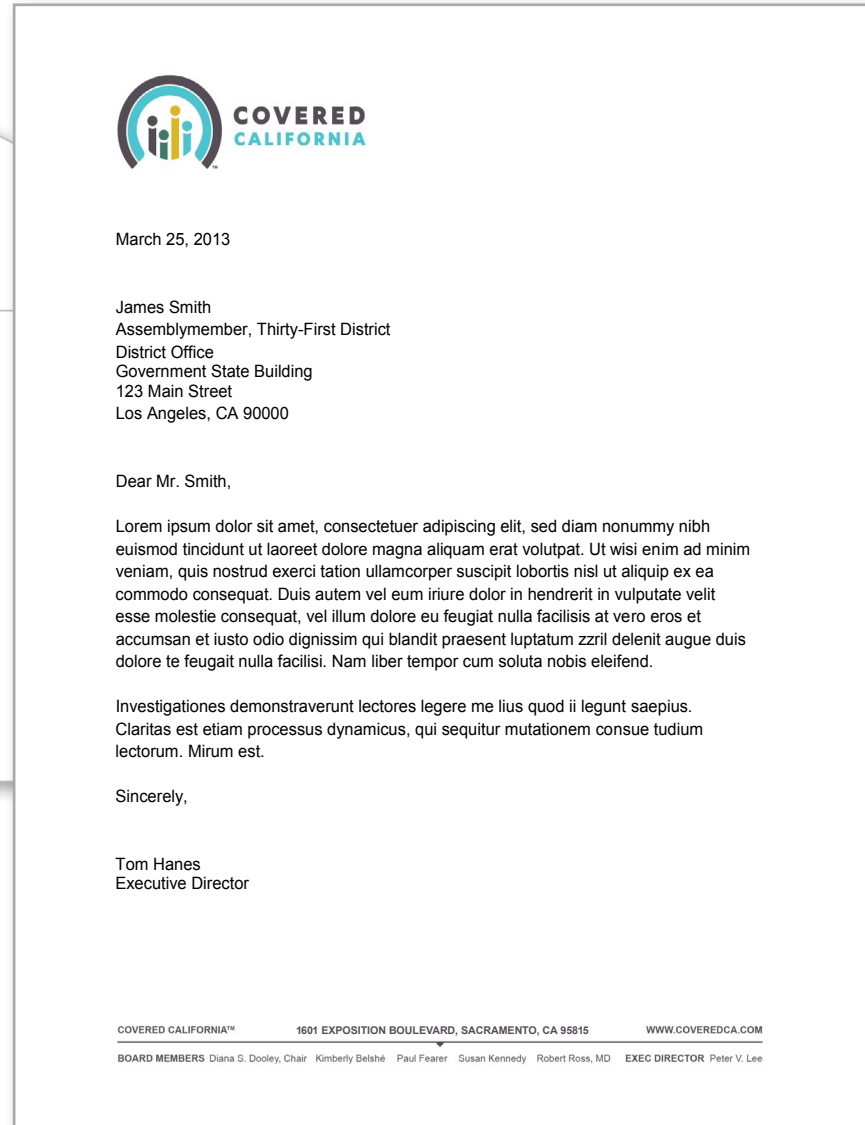 COVERED
CALIFORNIA
March 25, 2013
James Smith
Assemblymember, Thirty-First District
District Office
Government State Building
123 Main Street
Los Angeles, CA 90000
Dear Mr. Smith,
Lorem ipsum dolor sit amet, consectetuer adipiscing elit, sed diam nonummy nibh
euismod tincidunt ut laoreet dolore magna aliquam erat volutpat. Ut wisi enim ad minim
veniam, quis nostrud exerci tation ullamcorper suscipit lobortis nisl ut aliquip ex ea
commodo consequat. Duis autem vel eum iriure dolor in hendrerit in vulputate velit
esse molestie consequat, vel illum dolore eu feugiat nulla facilisis at vero eros et
accumsan et iusto odio dignissim qui blandit praesent luptatum zzril delenit augue duis
dolore te feugait nulla facilisi. Nam liber tempor cum soluta nobis eleifend.
Investigationes demonstraverunt lectores legere me lius quod ii legunt saepius.
Claritas est etiam processus dynamicus, qui sequitur mutationem consue tudium
lectorum. Mirum est.
Sincerely,
Tom Hanes
Executive Director
COVERED CALIFORNIA™ 1601 EXPOSITION BOULEVARD, SACRAMENTO, CA 95815 WWW.COVEREDCA.COM
BOARD MEMBERS Diana S. Dooley, Chair Kimberly Belshé Paul Fearer Susan Kennedy Robert Ross, MD EXEC DIRECTOR Peter V. Lee